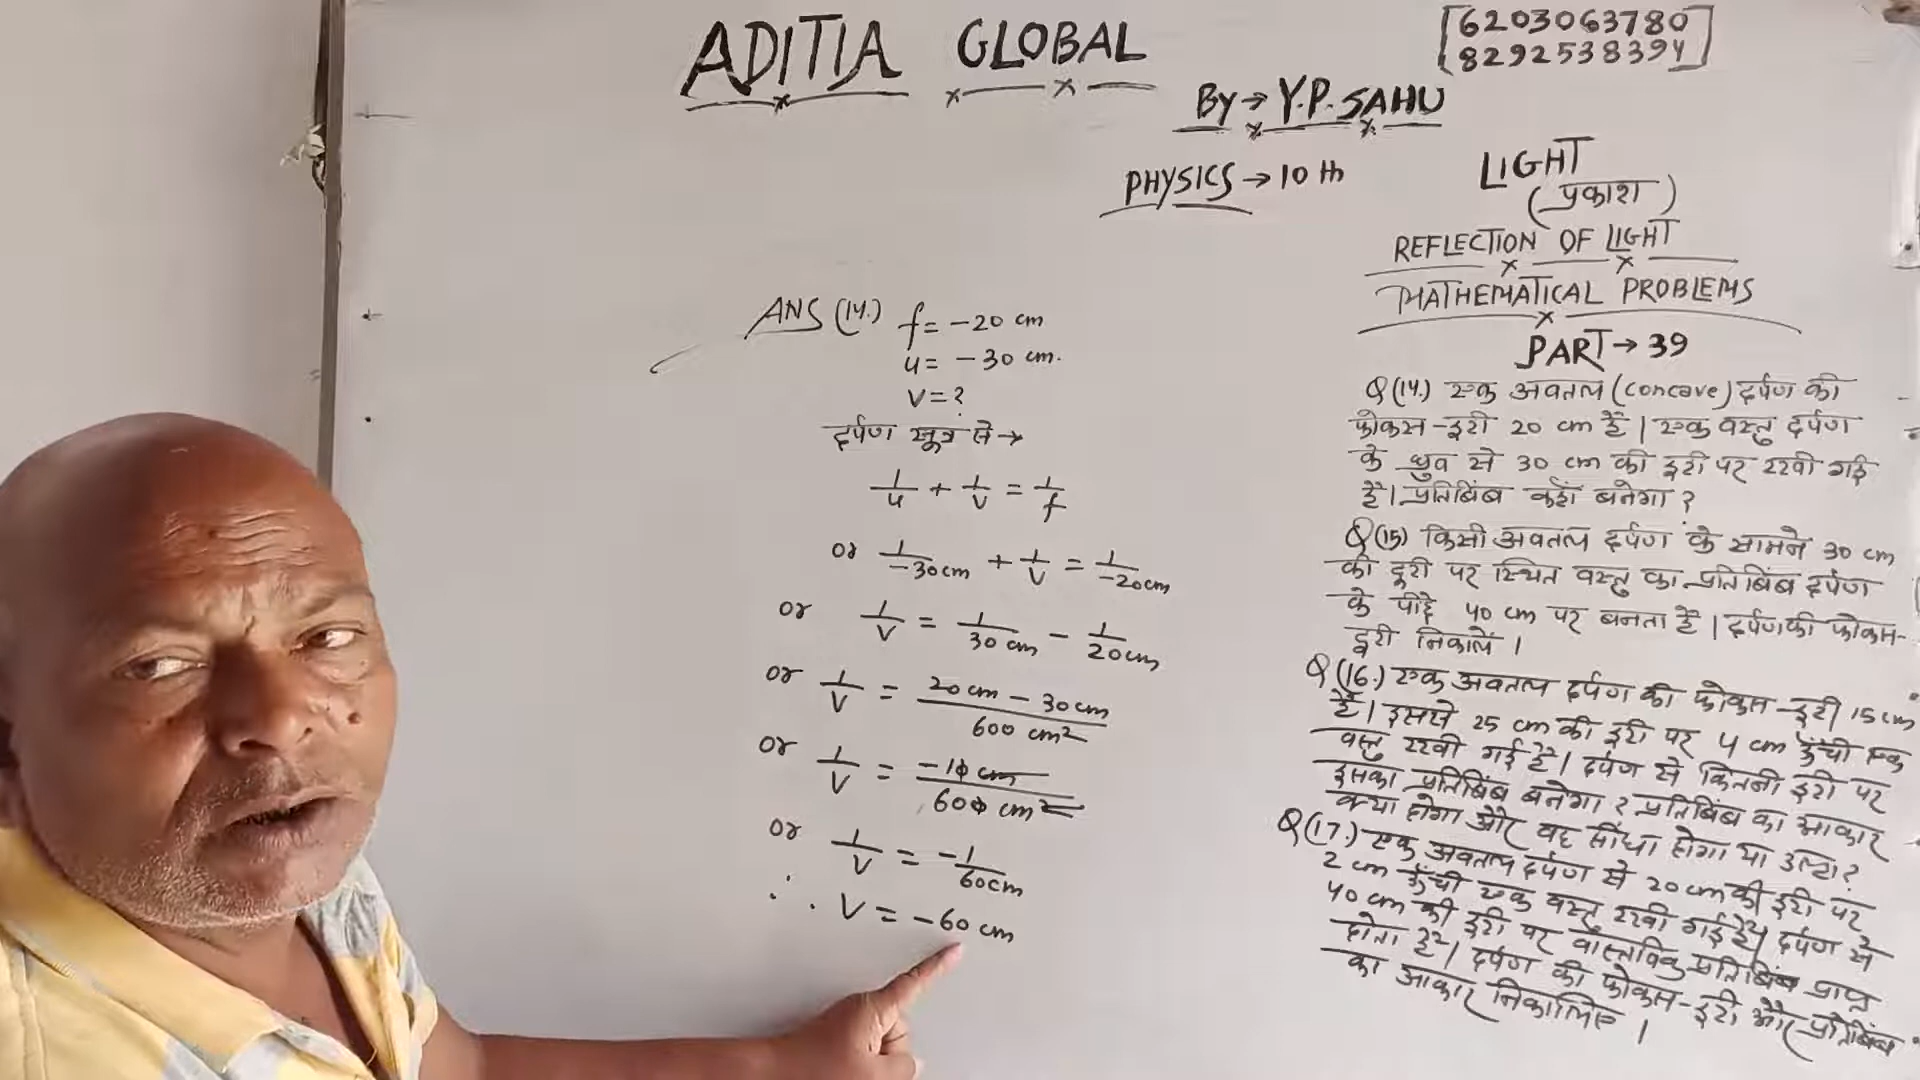 ADITIA GLOBAL
[6203063780
8292538394]
BY → Y.P. SAHU
PHYSICS → 10 th
LIGHT
(प्रकाश)
REFLECTION OF LIGHT
MATHEMATICAL PROBLEMS
PART → 39
ANS (14.) f = -20 cm
u = -30 cm.
v = ?
दर्पण सूत्र से →
1/u + 1/v = 1/f
or 1/-30cm + 1/v = 1/-20cm
or 1/v = 1/30 cm - 1/20cm
or 1/v = 20cm - 30cm/600 cm²
or 1/v = -10 cm/600 cm²
or 1/v = -1/60cm
∴ v = -60 cm
Q(14.) एक अवतल (concave) दर्पण की
फोकस-दूरी 20 cm है | एक वस्तु दर्पण
के ध्रुव से 30 cm की दूरी पर रखी गई
है | प्रतिबिंब कहाँ बनेगा ?
Q(15) किसी अवतल दर्पण के सामने 30 cm
की दूरी पर स्थित वस्तु का प्रतिबिंब दर्पण
के पीछे 40 cm पर बनता है | दर्पण की फोकस-
दूरी निकालें |
Q(16.) एक अवतल दर्पण की फोकस-दूरी 15cm
है | इससे 25 cm की दूरी पर 4 cm ऊँची एक
वस्तु रखी गई है | दर्पण से कितनी दूरी पर
इसका प्रतिबिंब बनेगा ? प्रतिबिंब का आकार
क्या होगा और वह सीधा होगा या उल्टा ?
Q(17.) एक अवतल दर्पण से 20cm की दूरी पर
2 cm ऊँची एक वस्तु रखी गई है | दर्पण से
40 cm की दूरी पर वास्तविक प्रतिबिंब प्राप्त
होता है | दर्पण की फोकस-दूरी और प्रतिबिंब
का आकार निकालिए |